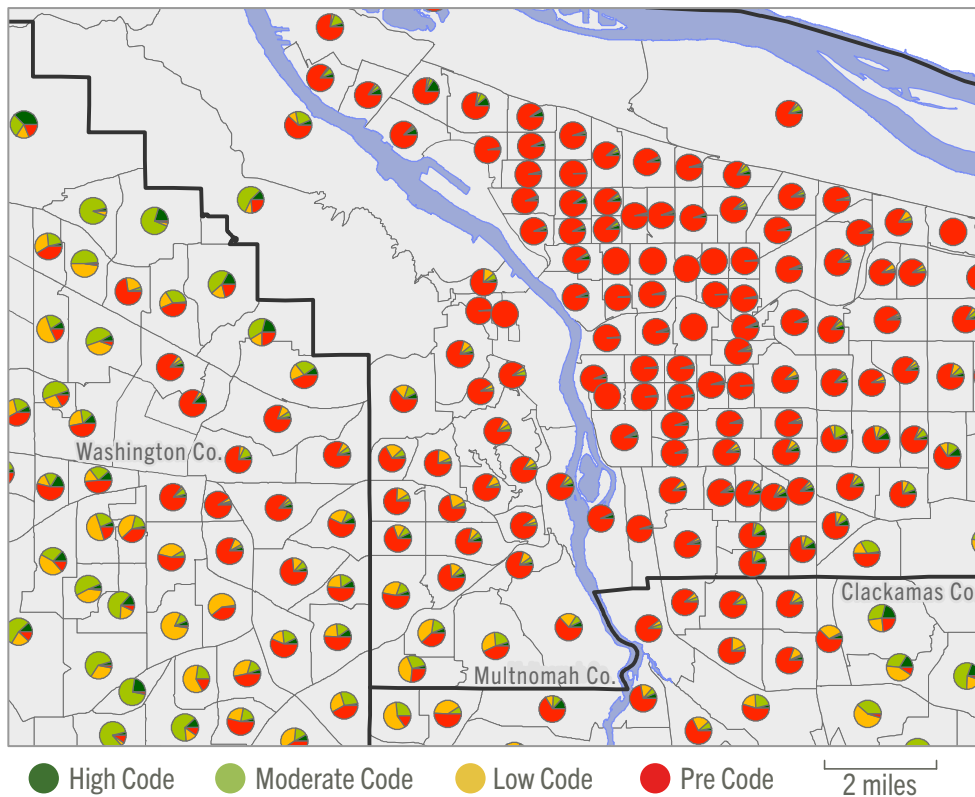 Washington Co.
Clackamas Co
Multnomah Co.
High Code
Moderate Code
Low Code
Pre Code
2 miles